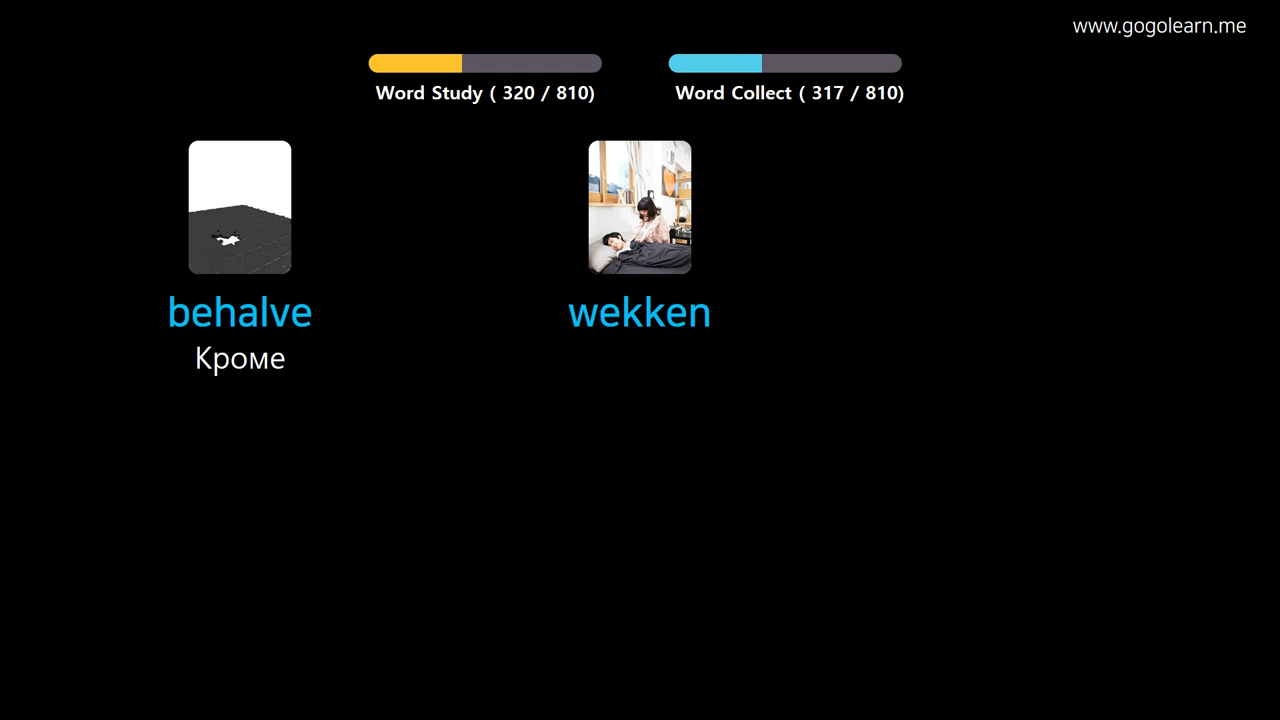 www.gogolearn.me
Word Study ( 320 / 810)
Word Collect ( 317 / 810)
behalve
wekken
Кроме